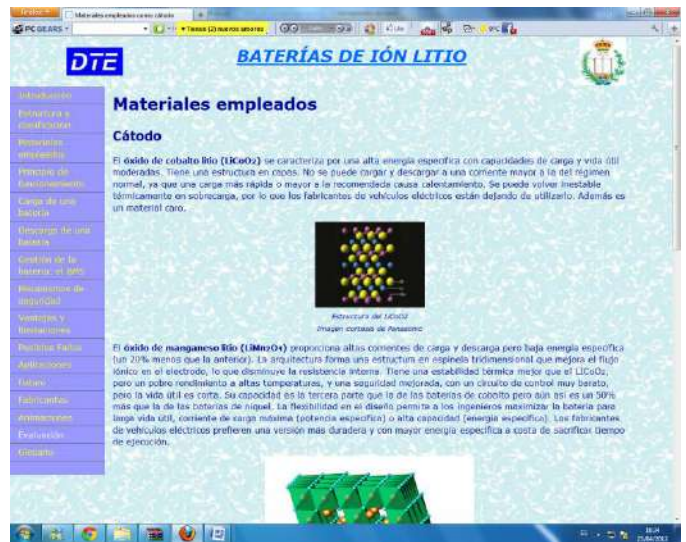 Firefox
Materiales empleados como cátodo
PC GEARS
Tienes (2) nuevos amores
DTE
BATERÍAS DE IÓN LITIO
Introducción
Estructura y
clasificación
Materiales
empleados
Principio de
funcionamiento
Carga de una
batería
Descarga de una
batería
Gestión de la
batería: el BMS
Mecanismos de
seguridad
Ventajas y
limitaciones
Posibles Fallos
Aplicaciones
Futuro
Fabricantes
Animaciones
Evaluación
Glosario
Materiales empleados
Cátodo
El óxido de cobalto litio (LiCoO2) se caracteriza por una alta energía específica con capacidades de carga y vida útil
moderadas. Tiene una estructura en capas. No se puede cargar y descargar a una corriente mayor a la del régimen
normal, ya que una carga más rápida o mayor a la recomendada causa calentamiento. Se puede volver inestable
térmicamente en sobrecarga, por lo que los fabricantes de vehículos eléctricos están dejando de utilizarlo. Además es
un material caro.
Estructura del LiCoO2
Imagen cortesía de Panasonic
El óxido de manganeso litio (LiMn2O4) proporciona altas corrientes de carga y descarga pero baja energía específica
(un 20% menos que la anterior). La arquitectura forma una estructura en espinela tridimensional que mejora el flujo
iónico en el electrodo, lo que disminuye la resistencia interna. Tiene una estabilidad térmica mejor que el LiCoO2,
pero un pobre rendimiento a altas temperaturas, y una seguridad mejorada, con un circuito de control muy barato,
pero la vida útil es corta. Su capacidad es la tercera parte que la de las baterías de cobalto pero aún así es un 50%
más que la de las baterías de níquel. La flexibilidad en el diseño permite a los ingenieros maximizar la batería para
larga vida útil, corriente de carga máxima (potencia específica) o alta capacidad (energía específica). Los fabricantes
de vehículos eléctricos prefieren una versión más duradera y con mayor energía específica a costa de sacrificar tiempo
de ejecución.